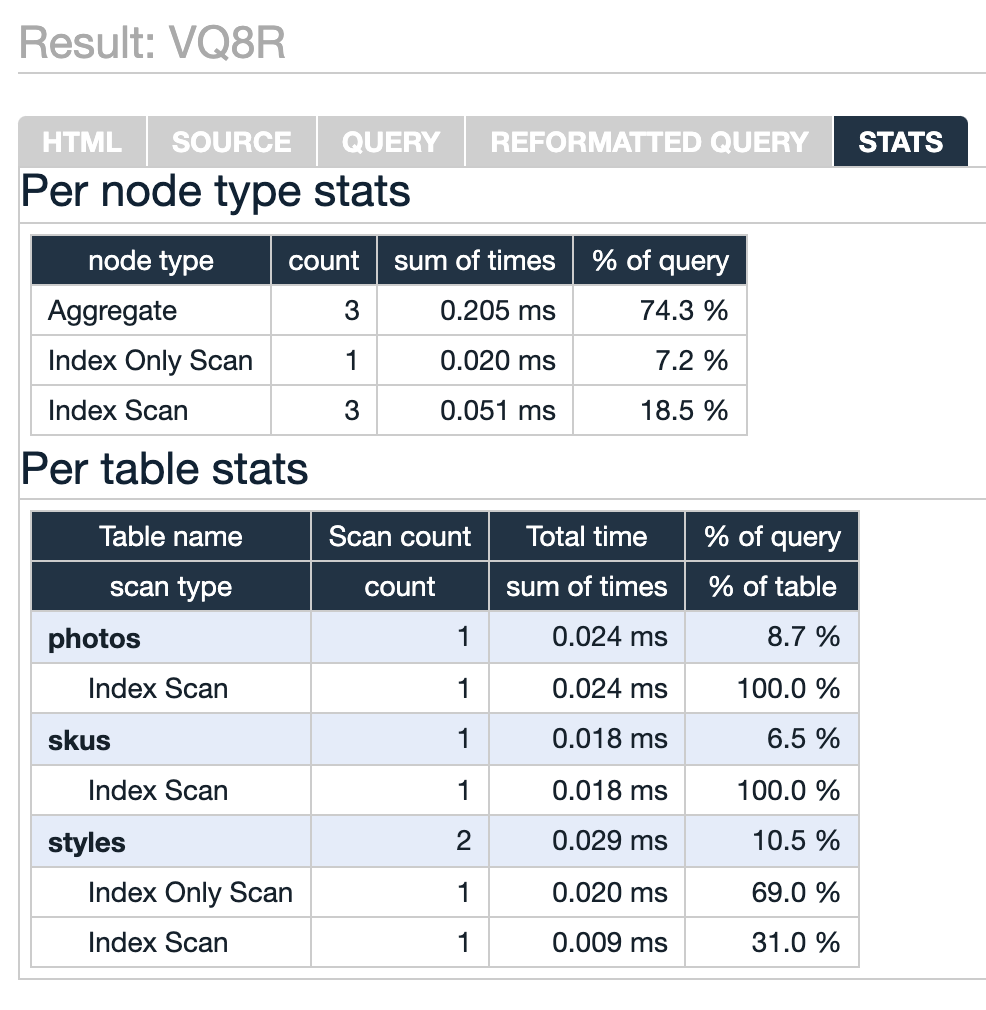 Result: VQ8R
HTML SOURCE QUERY REFORMATTED QUERY STATS
Per node type stats
node type count sum of times % of query
Aggregate 3 0.205 ms 74.3 %
Index Only Scan 1 0.020 ms 7.2 %
Index Scan 3 0.051 ms 18.5 %
Per table stats
Table name Scan count Total time % of query
scan type count sum of times % of table
photos 1 0.024 ms 8.7 %
Index Scan 1 0.024 ms 100.0 %
skus 1 0.018 ms 6.5 %
Index Scan 1 0.018 ms 100.0 %
styles 2 0.029 ms 10.5 %
Index Only Scan 1 0.020 ms 69.0 %
Index Scan 1 0.009 ms 31.0 %